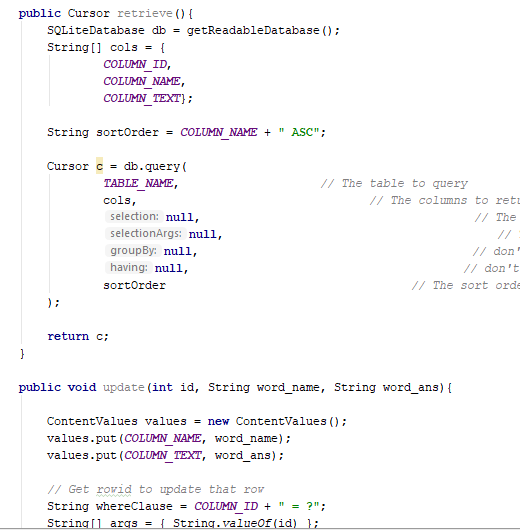 public Cursor retrieve(){
SQLiteDatabase db = getReadableDatabase();
String[] cols = {
COLUMN_ID,
COLUMN_NAME,
COLUMN_TEXT};
String sortOrder = COLUMN_NAME + " ASC";
Cursor c = db.query(
TABLE_NAME, // The table to query
cols, // The columns to retu
selection: null, // The
selectionArgs: null, //
groupBy: null, // don'
having: null, // don't
sortOrder // The sort orde
);
return c;
}
public void update(int id, String word_name, String word_ans){
ContentValues values = new ContentValues();
values.put(COLUMN_NAME, word_name);
values.put(COLUMN_TEXT, word_ans);
// Get rowid to update that row
String whereClause = COLUMN_ID + " = ?";
String[] args = { String.valueOf(id) };